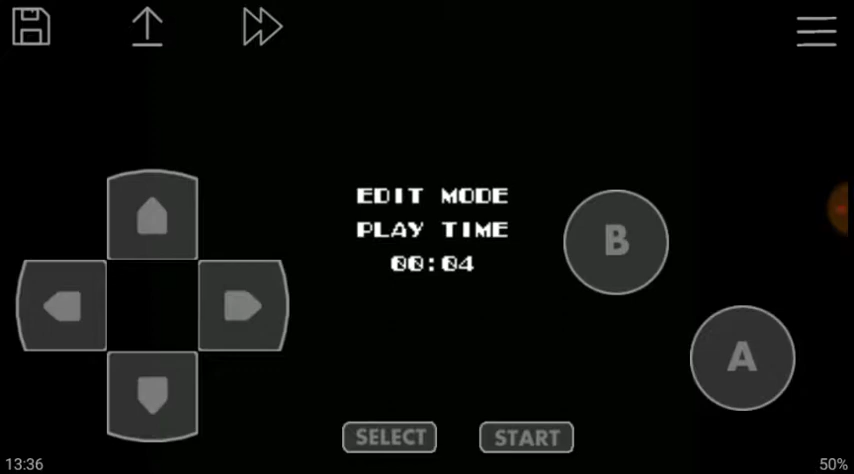 EDIT MODE
PLAY TIME
00:04
B
A
SELECT
START
13:36
50%